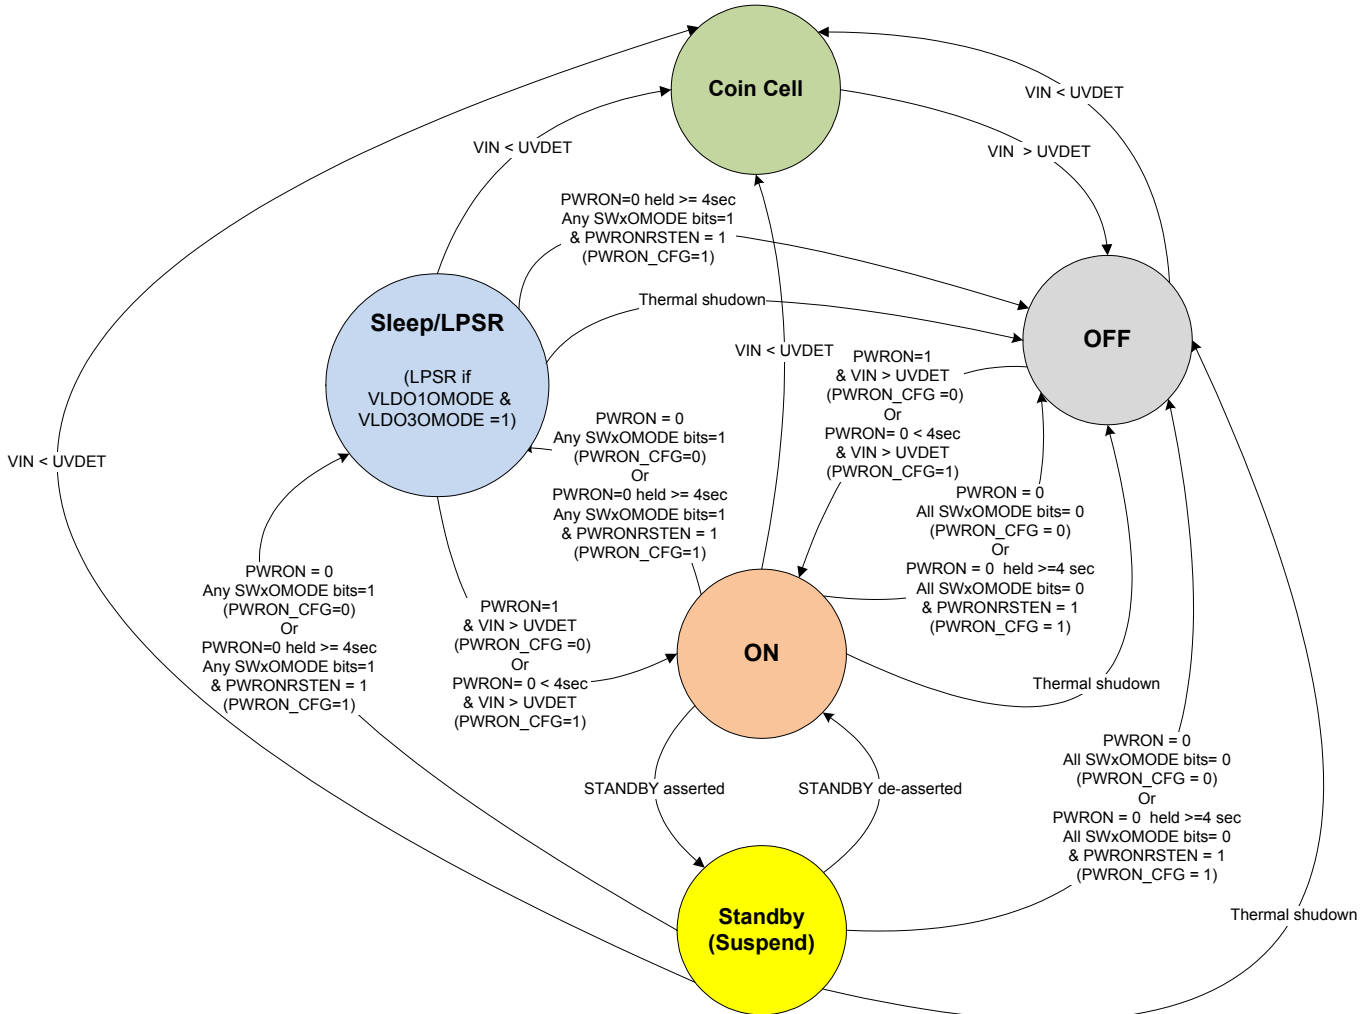 Coin Cell
VIN < UVDET
VIN < UVDET
VIN  > UVDET
PWRON=0 held >= 4sec
Any SWxOMODE bits=1
& PWRONRSTEN = 1
(PWRON_CFG=1)
Thermal shudown
Sleep/LPSR
(LPSR if
VLDO1OMODE &
VLDO3OMODE =1)
OFF
VIN < UVDET
PWRON=1
& VIN > UVDET
(PWRON_CFG =0)
Or
PWRON= 0 < 4sec
& VIN > UVDET
(PWRON_CFG=1)
PWRON = 0
Any SWxOMODE bits=1
(PWRON_CFG=0)
Or
PWRON=0 held >= 4sec
Any SWxOMODE bits=1
& PWRONRSTEN = 1
(PWRON_CFG=1)
VIN < UVDET
PWRON = 0
All SWxOMODE bits= 0
(PWRON_CFG = 0)
Or
PWRON = 0  held >=4 sec
All SWxOMODE bits= 0
& PWRONRSTEN = 1
(PWRON_CFG = 1)
PWRON = 0
Any SWxOMODE bits=1
(PWRON_CFG=0)
Or
PWRON=0 held >= 4sec
Any SWxOMODE bits=1
& PWRONRSTEN = 1
(PWRON_CFG=1)
PWRON=1
& VIN > UVDET
(PWRON_CFG =0)
Or
PWRON= 0 < 4sec
& VIN > UVDET
(PWRON_CFG=1)
ON
Thermal shudown
STANDBY asserted
STANDBY de-asserted
PWRON = 0
All SWxOMODE bits= 0
(PWRON_CFG = 0)
Or
PWRON = 0  held >=4 sec
All SWxOMODE bits= 0
& PWRONRSTEN = 1
(PWRON_CFG = 1)
Standby
(Suspend)
Thermal shudown